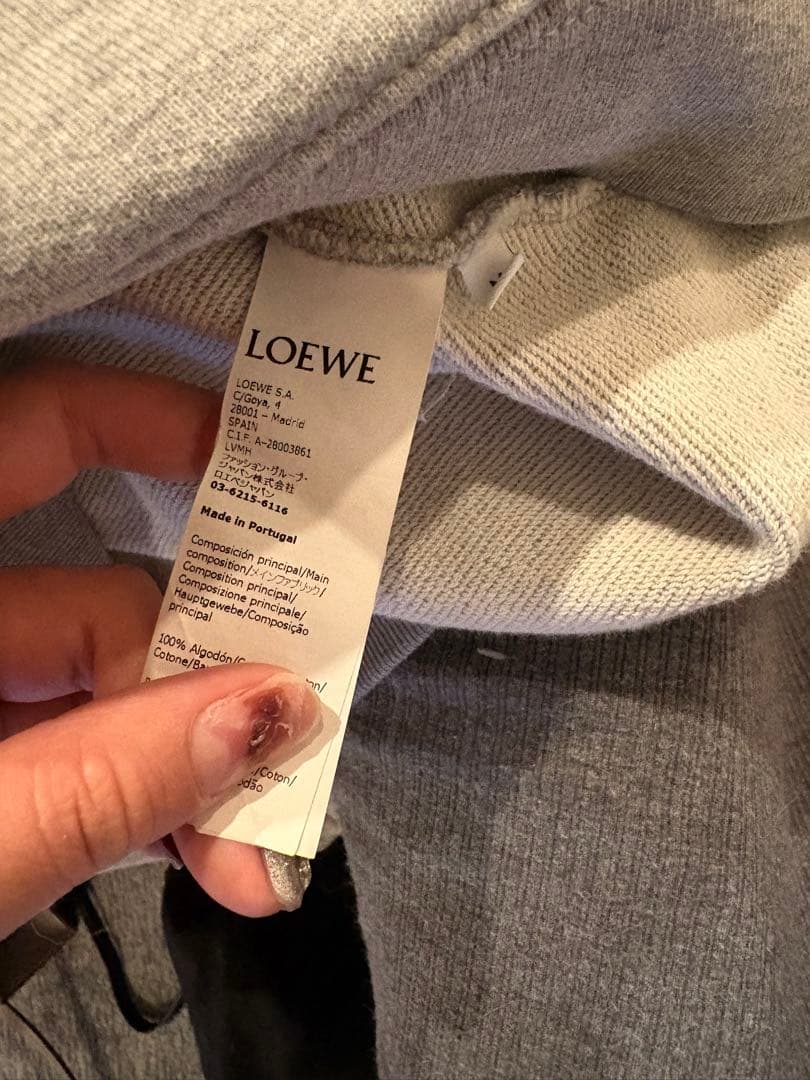 LOEWE
LOEWE S.A.
C/Goya, 4
28001 – Madrid
SPAIN
C.I.F. A-28003861
LVMH
ファッション・グループ・
ジャパン株式会社
ロエベジャパン
03-6215-6116
Made in Portugal
Composición principal/Main
composition/メインファブリック/
Composition principal/
Composizione principale/
Hauptgewebe/Composição
principal
100% Algodón/
Cotone/
/Coton/